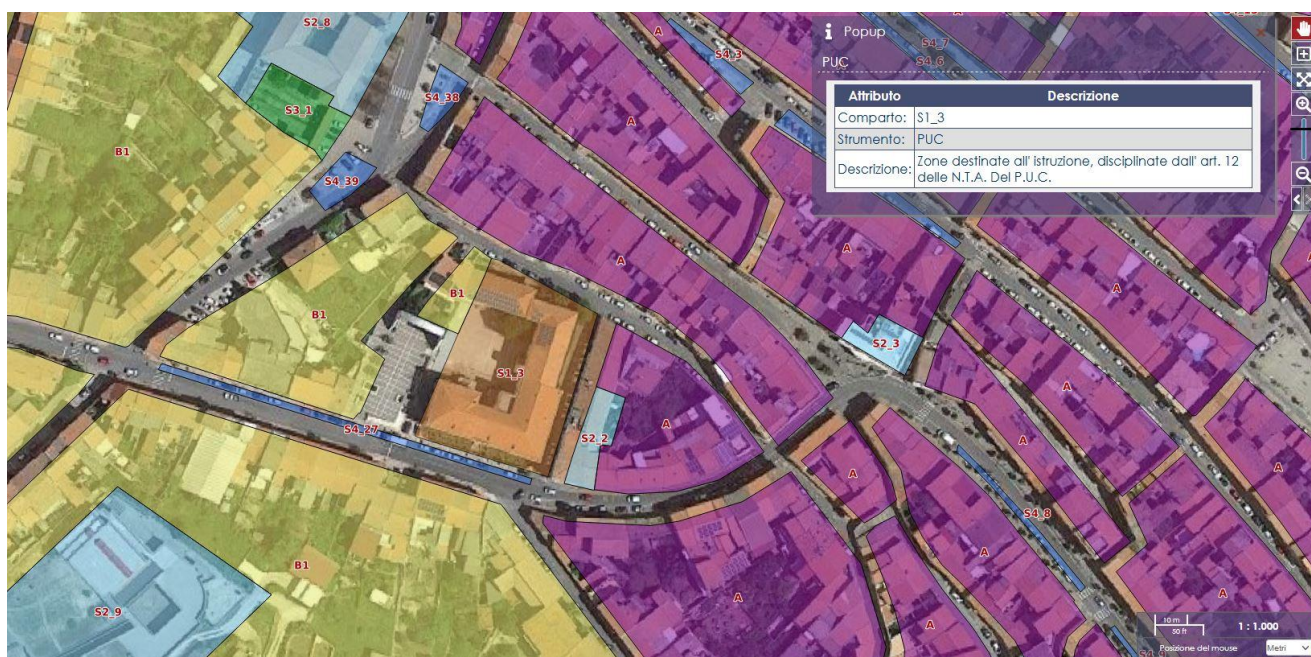 S2_8
S4_3
A
A
S4_7
S4_6
S3_1
S4_38
A
B1
S4_39
Popup
PUC
Attributo Descrizione
Comparto: S1_3
Strumento: PUC
Descrizione: Zone destinate all' istruzione, disciplinate dall' art. 12
delle N.T.A. Del P.U.C.
A
A
A
B1
B1
S1_3
S2_3
A
S4_27
S2_2
A
A
A
A
S4_8
A
B1
S2_9
A
A
A
10 m
50 ft
1 : 1.000
Posizione del mouse
Metri